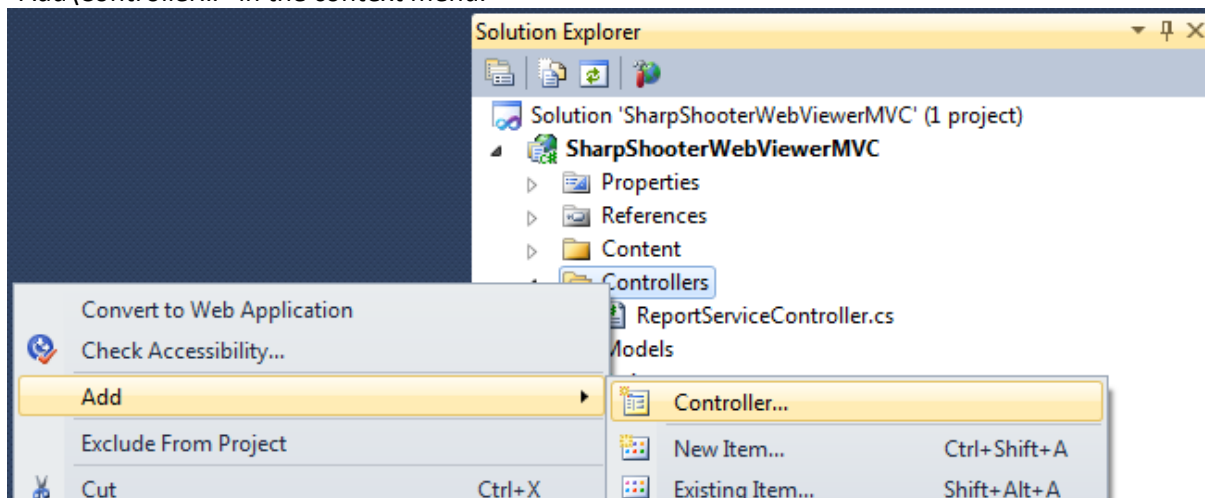 Solution Explorer
Solution 'SharpShooterWebViewerMVC' (1 project)
SharpShooterWebViewerMVC
Properties
References
Content
Controllers
ReportServiceController.cs
Convert to Web Application
Check Accessibility...
Add
Controller...
Exclude From Project
New Item... Ctrl+Shift+A
Cut Ctrl+X
Existing Item... Shift+Alt+A